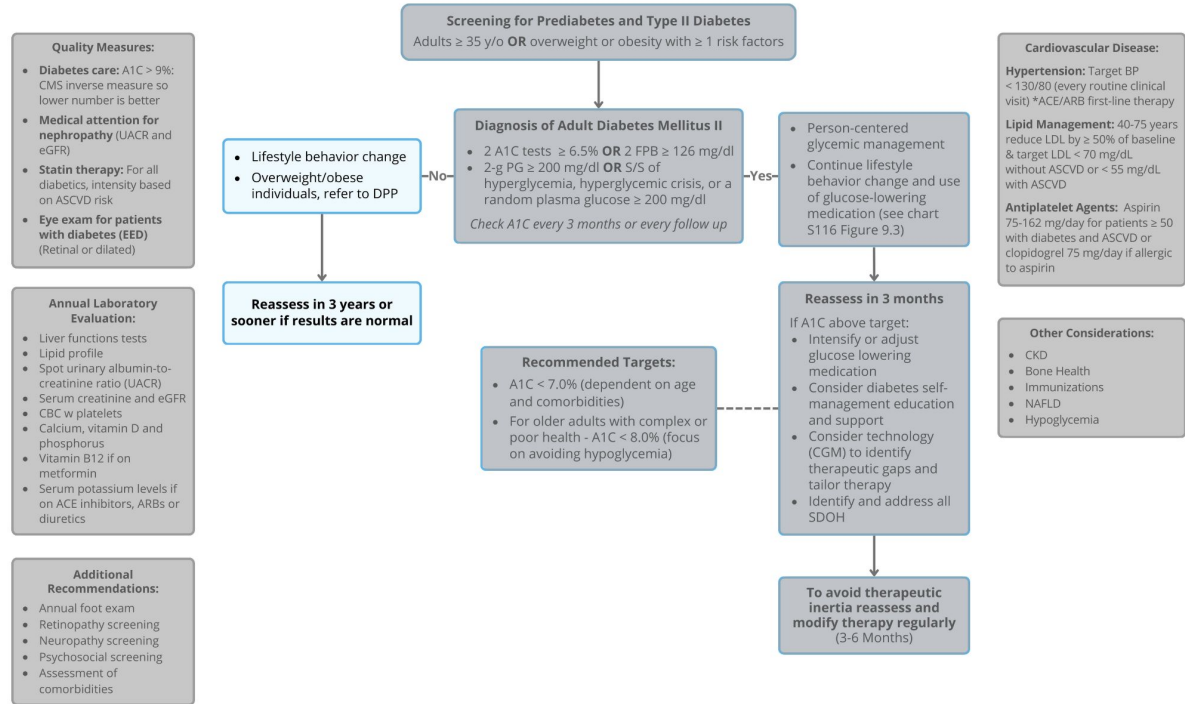 Screening for Prediabetes and Type II Diabetes
Adults ≥ 35 y/o OR overweight or obesity with ≥ 1 risk factors
Quality Measures:
• Diabetes care: A1C > 9%:
CMS inverse measure so
lower number is better
• Medical attention for
nephropathy (UACR and
eGFR)
• Statin therapy: For all
diabetics, intensity based
on ASCVD risk
• Eye exam for patients
with diabetes (EED)
(Retinal or dilated)
Annual Laboratory
Evaluation:
• Liver functions tests
• Lipid profile
• Spot urinary albumin-to-
creatinine ratio (UACR)
• Serum creatinine and eGFR
• CBC w platelets
• Calcium, vitamin D and
phosphorus
• Vitamin B12 if on
metformin
• Serum potassium levels if
on ACE inhibitors, ARBs or
diuretics
Additional
Recommendations:
• Annual foot exam
• Retinopathy screening
• Neuropathy screening
• Psychosocial screening
• Assessment of
comorbidities
• Lifestyle behavior change
• Overweight/obese
individuals, refer to DPP
No
Diagnosis of Adult Diabetes Mellitus II
• 2 A1C tests ≥ 6.5% OR 2 FPB ≥ 126 mg/dl
• 2-g PG ≥ 200 mg/dl OR S/S of
hyperglycemia, hyperglycemic crisis, or a
random plasma glucose ≥ 200 mg/dl
Check A1C every 3 months or every follow up
Yes
• Person-centered
glycemic management
• Continue lifestyle
behavior change and use
of glucose-lowering
medication (see chart
S116 Figure 9.3)
Reassess in 3 years or
sooner if results are normal
Recommended Targets:
• A1C < 7.0% (dependent on age
and comorbidities)
• For older adults with complex or
poor health - A1C < 8.0% (focus
on avoiding hypoglycemia)
Reassess in 3 months
If A1C above target:
• Intensify or adjust
glucose lowering
medication
• Consider diabetes self-
management education
and support
• Consider technology
(CGM) to identify
therapeutic gaps and
tailor therapy
• Identify and address all
SDOH
To avoid therapeutic
inertia reassess and
modify therapy regularly
(3-6 Months)
Cardiovascular Disease:
Hypertension: Target BP
< 130/80 (every routine clinical
visit) *ACE/ARB first-line therapy
Lipid Management: 40-75 years
reduce LDL by ≥ 50% of baseline
& target LDL < 70 mg/dL
without ASCVD or < 55 mg/dL
with ASCVD
Antiplatelet Agents: Aspirin
75-162 mg/day for patients ≥ 50
with diabetes and ASCVD or
clopidogrel 75 mg/day if allergic
to aspirin
Other Considerations:
• CKD
• Bone Health
• Immunizations
• NAFLD
• Hypoglycemia